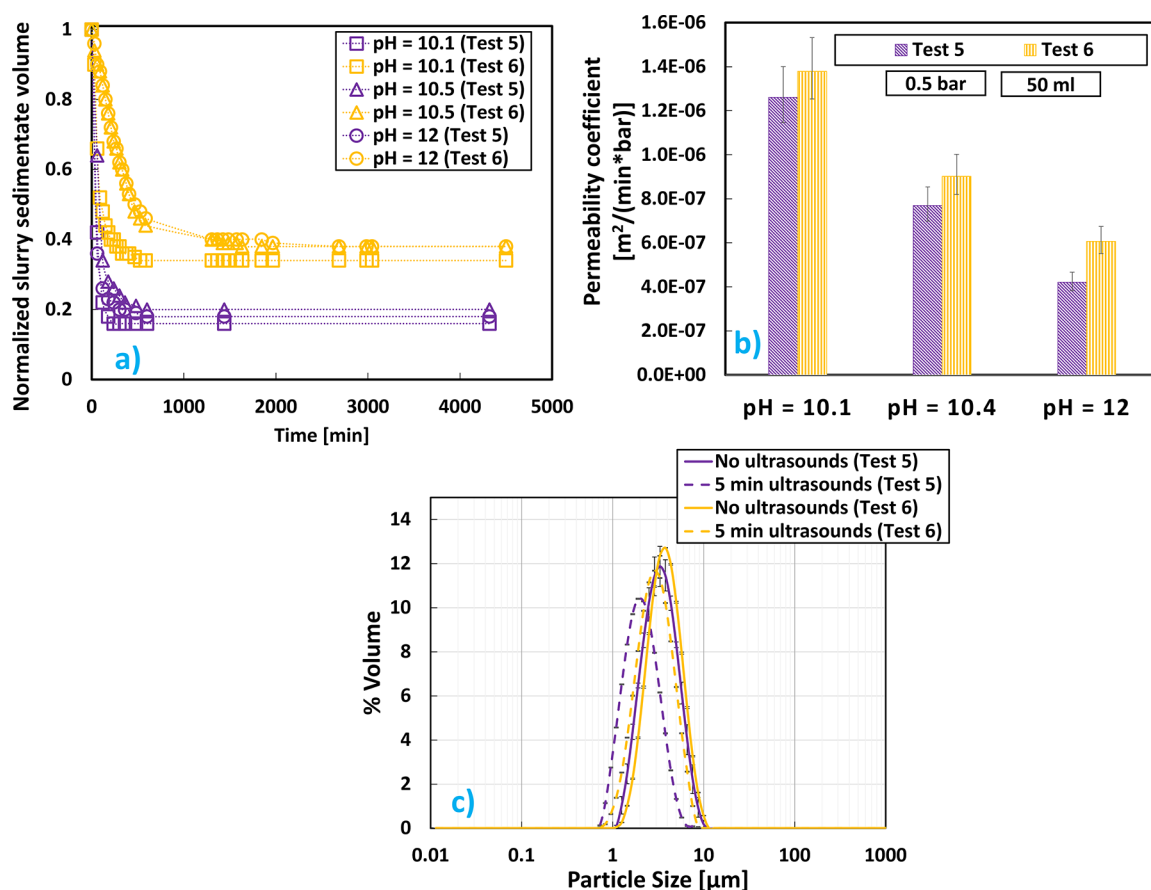 a)
Normalized slurry sedimentate volume
1
0.8
0.6
0.4
0.2
0
0
1000
2000
3000
4000
5000
Time [min]
pH = 10.1 (Test 5)
pH = 10.1 (Test 6)
pH = 10.5 (Test 5)
pH = 10.5 (Test 6)
pH = 12 (Test 5)
pH = 12 (Test 6)
b)
Permeability coefficient
[m²/(min*bar)]
1.6E-06
1.4E-06
1.2E-06
1.0E-06
8.0E-07
6.0E-07
4.0E-07
2.0E-07
0.0E+00
Test 5
Test 6
0.5 bar
50 ml
pH = 10.1
pH = 10.4
pH = 12
No ultrasounds (Test 5)
5 min ultrasounds (Test 5)
No ultrasounds (Test 6)
5 min ultrasounds (Test 6)
c)
% Volume
14
12
10
8
6
4
2
0
0.01
0.1
1
10
100
1000
Particle Size [µm]